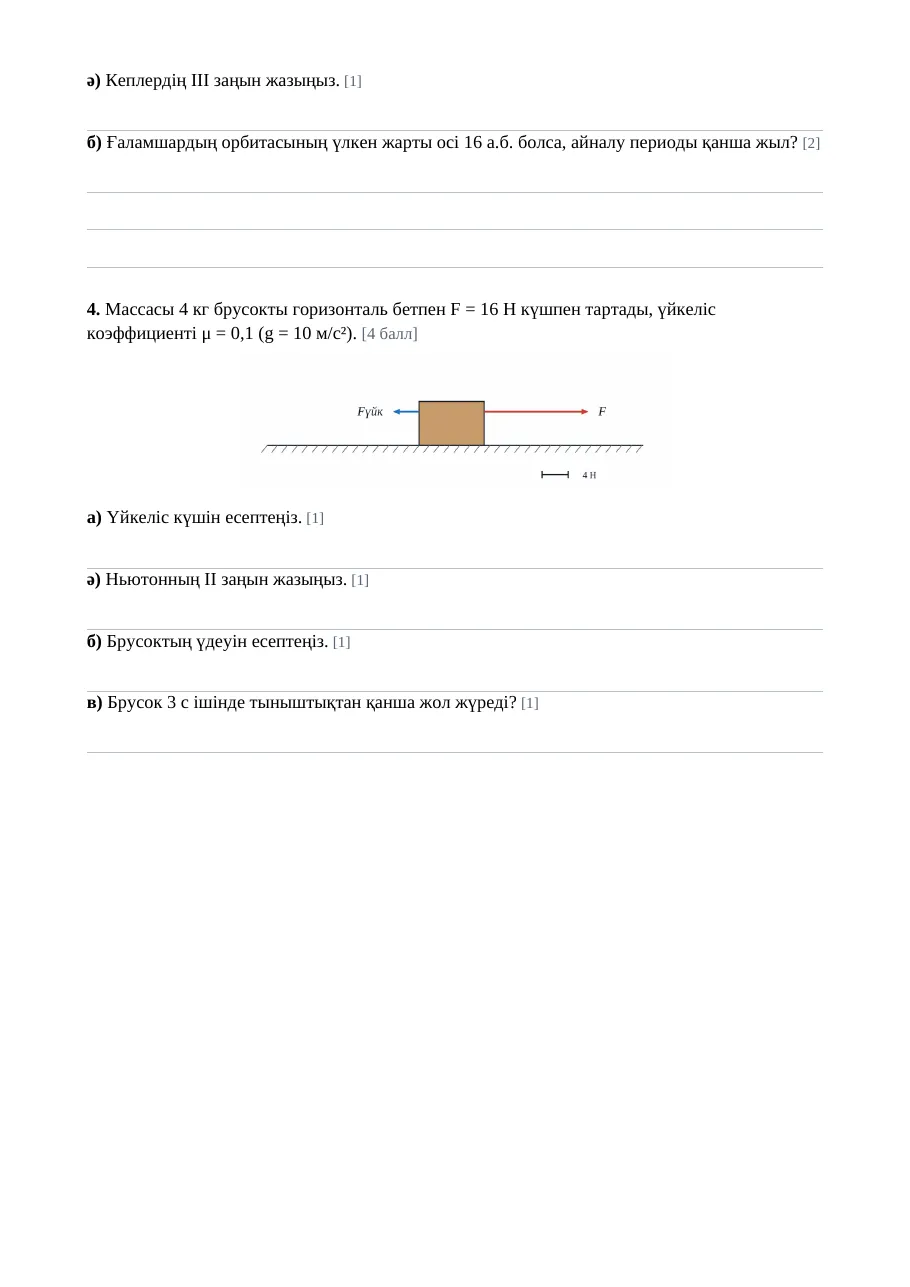 ә) Кеплердің III заңын жазыңыз. [1]
б) Ғаламшардың орбитасының үлкен жарты осі 16 а.б. болса, айналу периоды қанша жыл? [2]
4. Массасы 4 кг брусокты горизонталь бетпен F = 16 Н күшпен тартады, үйкеліс
коэффициенті μ = 0,1 (g = 10 м/с²). [4 балл]
Fүйк
F
4 Н
а) Үйкеліс күшін есептеңіз. [1]
ә) Ньютонның II заңын жазыңыз. [1]
б) Брусоктың үдеуін есептеңіз. [1]
в) Брусок 3 с ішінде тыныштықтан қанша жол жүреді? [1]